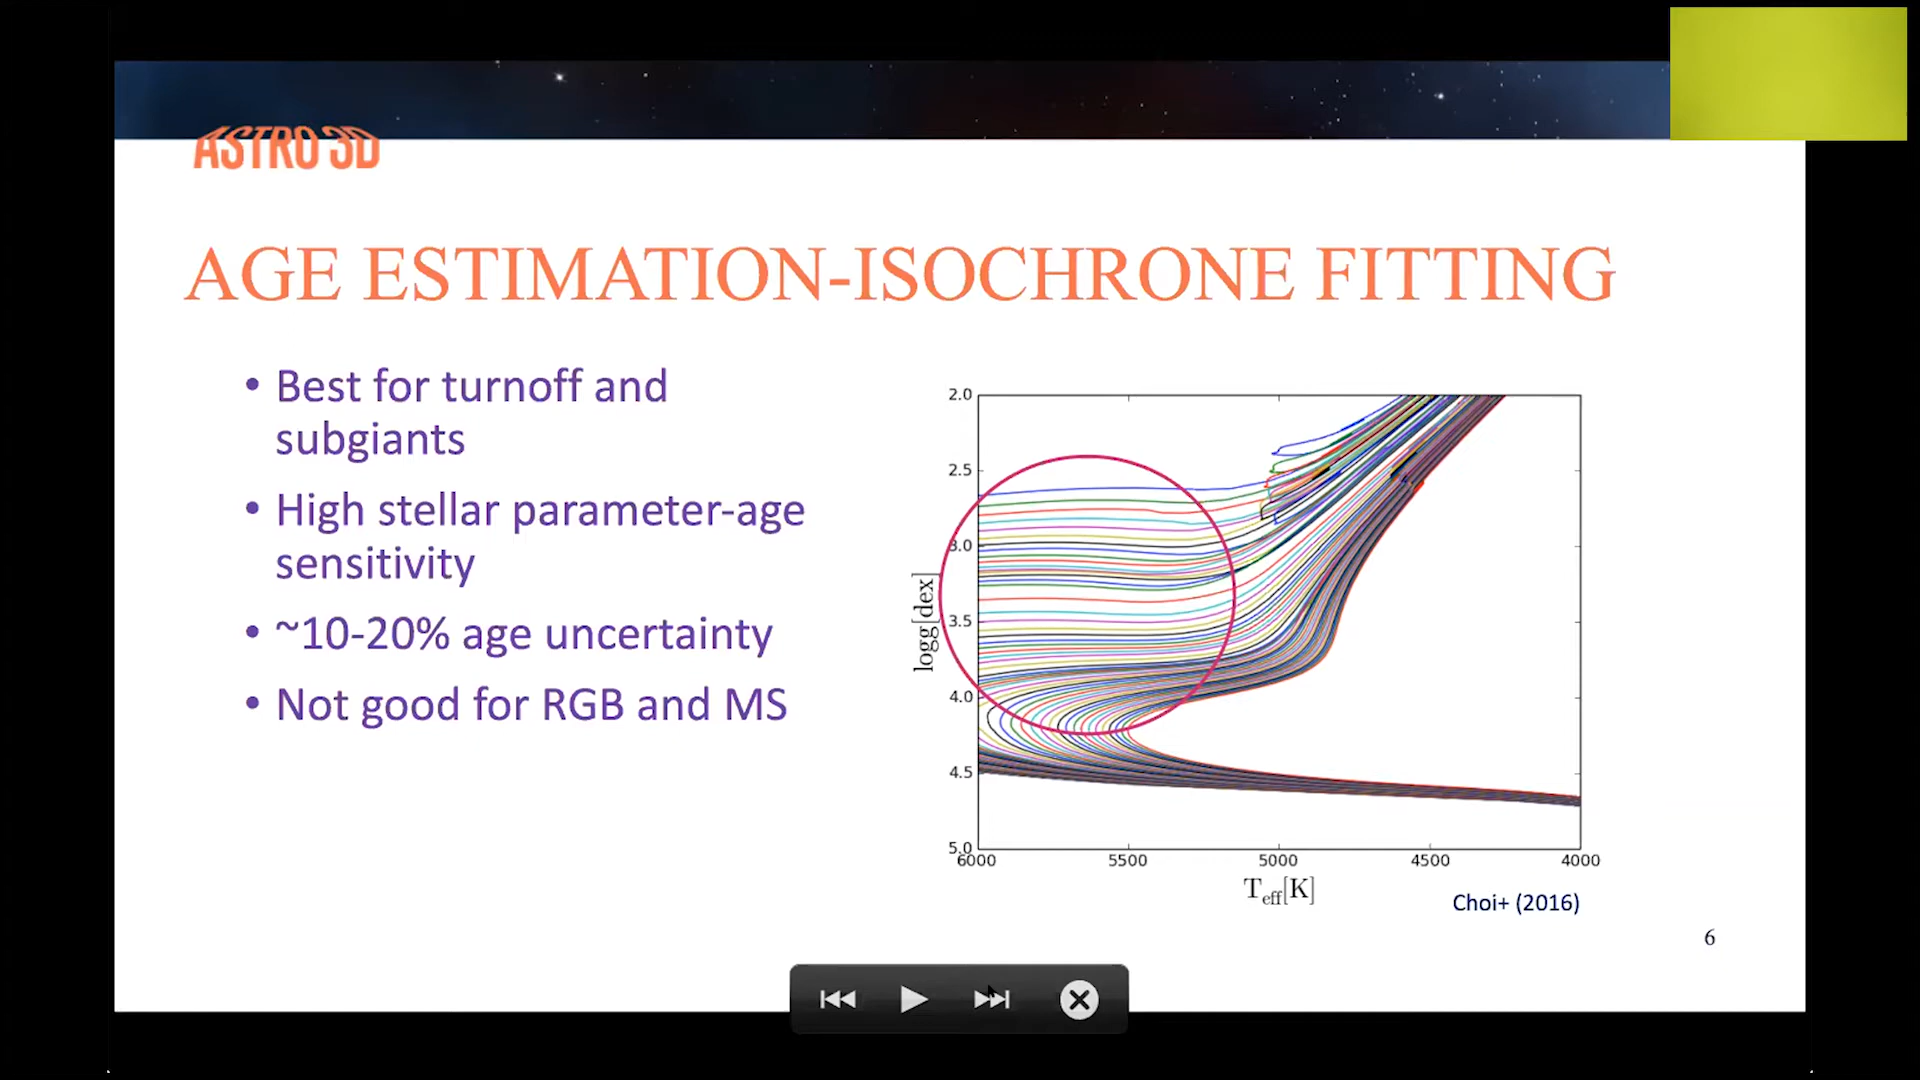 ASTRO 3D
AGE ESTIMATION-ISOCHRONE FITTING
• Best for turnoff and
subgiants
• High stellar parameter-age
sensitivity
• ~10-20% age uncertainty
• Not good for RGB and MS
2.0
2.5
3.0
3.5
4.0
4.5
5.0
logg[dex]
6000 5500 5000 4500 4000
Teff[K]
Choi+ (2016)
6